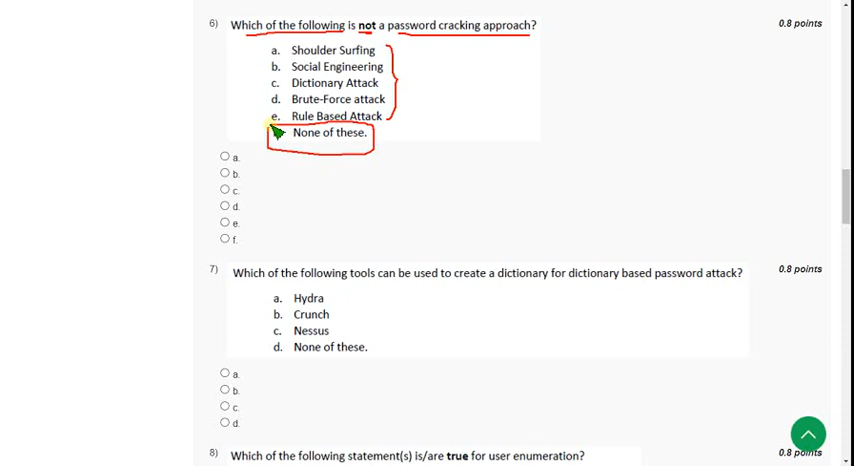 6) Which of the following is not a password cracking approach? 0.8 points
a. Shoulder Surfing
b. Social Engineering
c. Dictionary Attack
d. Brute-Force attack
e. Rule Based Attack
None of these.
a.
b.
c.
d.
e.
f.
7) Which of the following tools can be used to create a dictionary for dictionary based password attack? 0.8 points
a. Hydra
b. Crunch
c. Nessus
d. None of these.
a.
b.
c.
d.
8) Which of the following statement(s) is/are true for user enumeration? 0.8 points